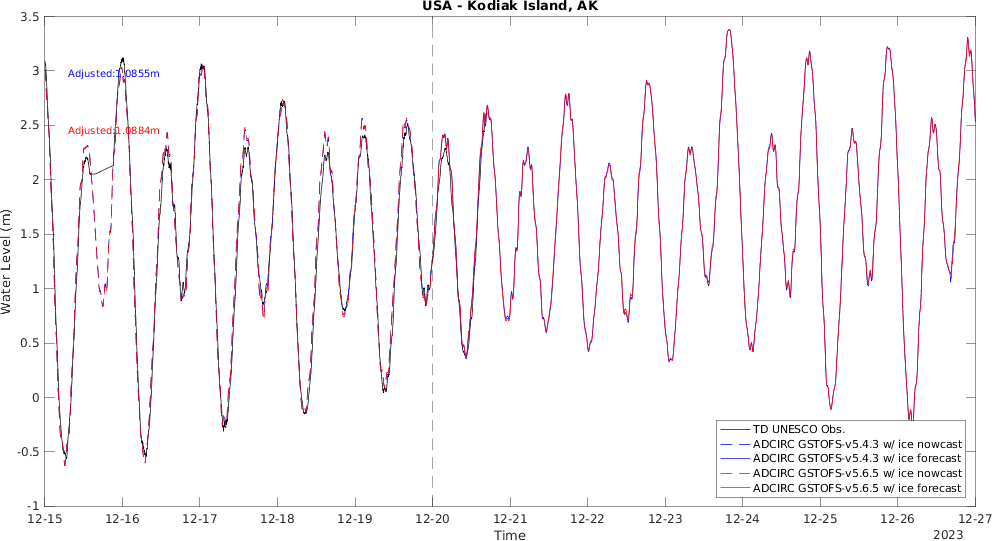 USA - Kodiak Island, AK
3.5
3
2.5
2
1.5
1
0.5
0
-0.5
-1
Water Level (m)
Adjusted:1.0855m
Adjusted:1.0884m
TD UNESCO Obs.
ADCIRC GSTOFS-v5.4.3 w/ ice nowcast
ADCIRC GSTOFS-v5.4.3 w/ ice forecast
ADCIRC GSTOFS-v5.6.5 w/ ice nowcast
ADCIRC GSTOFS-v5.6.5 w/ ice forecast
12-15 12-16 12-17 12-18 12-19 12-20 12-21 12-22 12-23 12-24 12-25 12-26 12-27
Time
2023